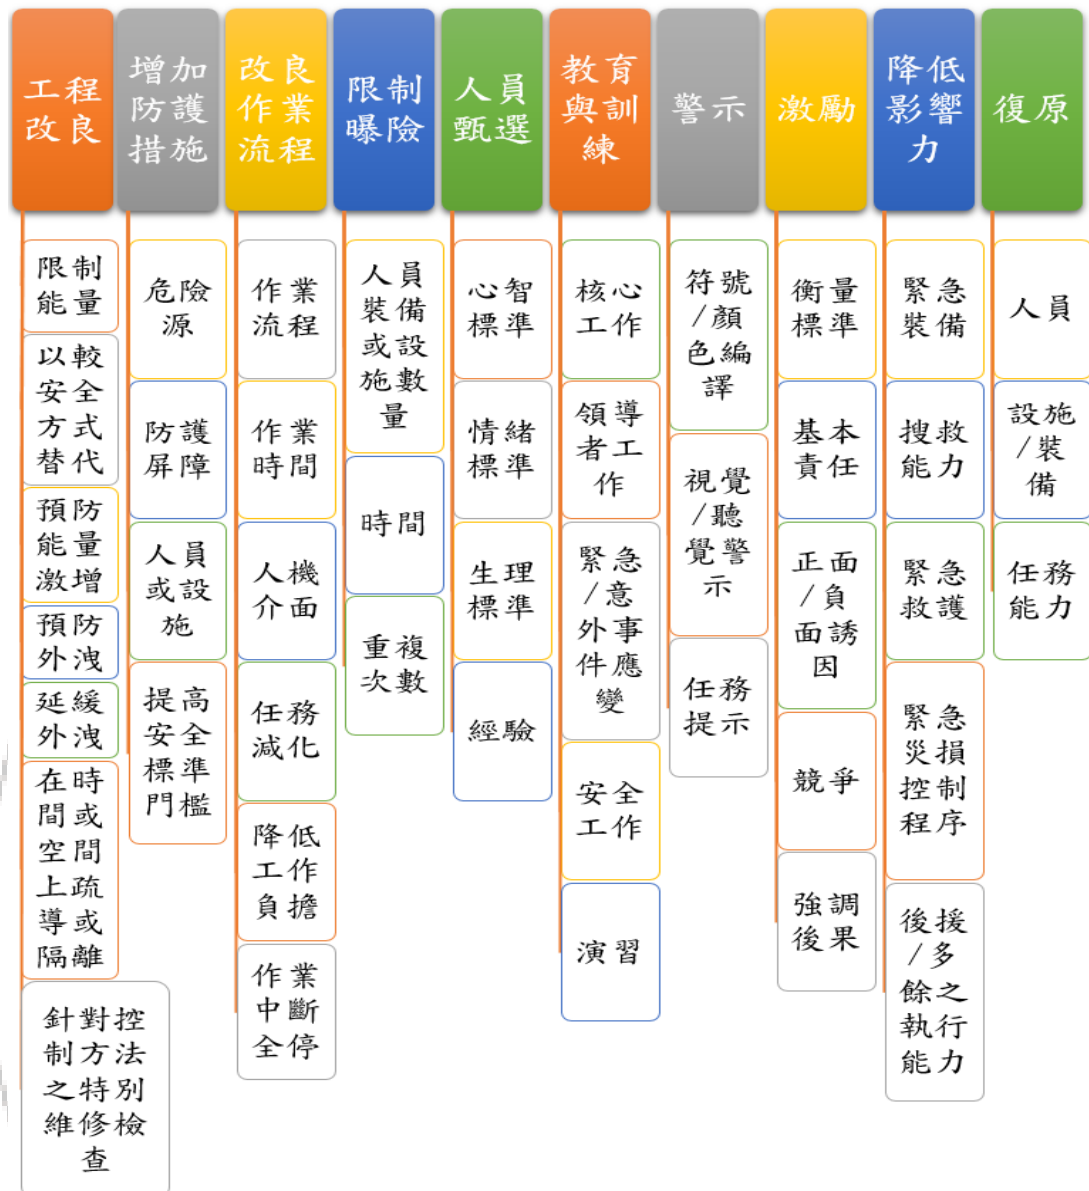 工程
改良
增加
防護
措施
改良
作業
流程
限制
曝險
人員
甄選
教育
與訓
練
警示
激勵
降低
影響
力
復原
限制
能量
以較
安全
方式
替代
預防
能量
激增
預防
外洩
延緩
外洩
在時
間或
空間
上疏
導或
隔離
針對控
制方法
之特別
維修檢
查
危險
源
防護
屏障
人員
或設
施
提高
安全
標準
門檻
作業
流程
作業
時間
人機
介面
任務
減化
降低
工作
負擔
作業
中斷
全停
人員
裝備
或設
施數
量
時間
重複
次數
心智
標準
情緒
標準
生理
標準
經驗
核心
工作
領導
者工
作
緊急
/意
外事
件應
變
安全
工作
演習
符號
/顏
色編
譯
視覺
/聽
覺警
示
任務
提示
衡量
標準
基本
責任
正面
/負
面誘
因
競爭
強調
後果
緊急
裝備
搜救
能力
緊急
救護
緊急
災損
控制
程序
後援
/多
餘之
執行
能力
人員
設施
/裝
備
任務
能力